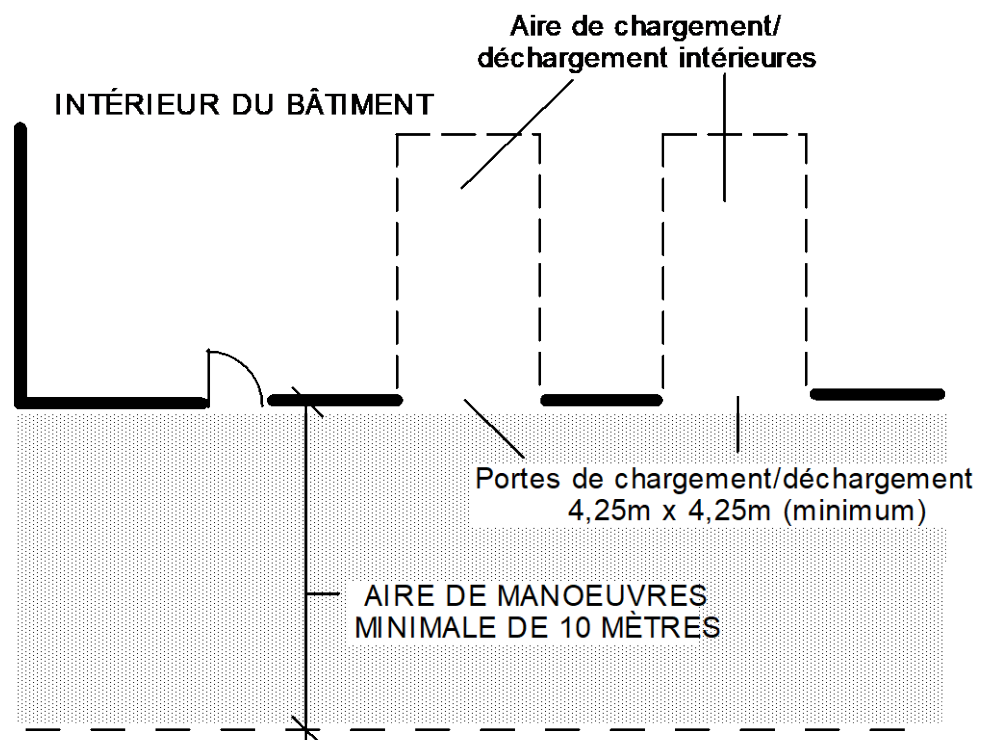 Aire de chargement/
déchargement intérieures
INTÉRIEUR DU BÂTIMENT
Portes de chargement/déchargement
4,25m x 4,25m (minimum)
AIRE DE MANOEUVRES
MINIMALE DE 10 MÈTRES